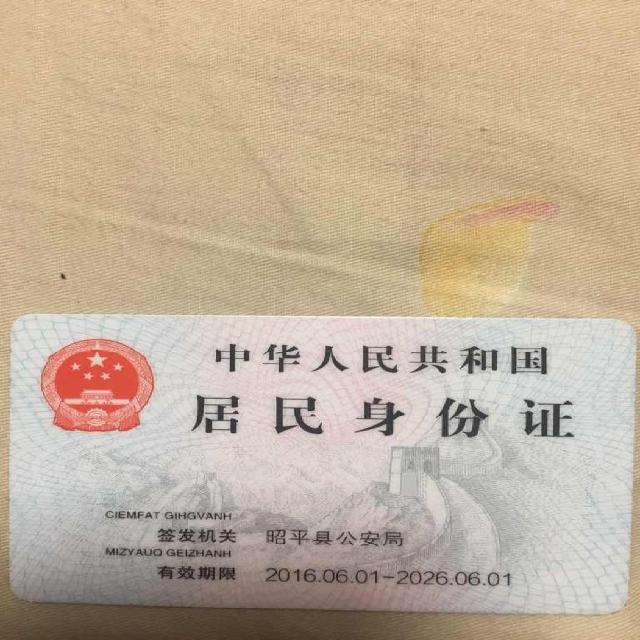 中华人民共和国
居民身份证
CIEMFAT GIHGVANH
签发机关 昭平县公安局
MIZYAUQ GEIZHANH
有效期限 2016.06.01-2026.06.01